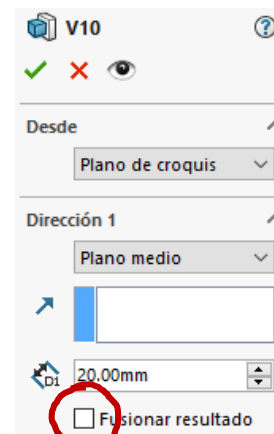 V10
Desde
Plano de croquis
Dirección 1
Plano medio
D1 20.00mm
Fusionar resultado